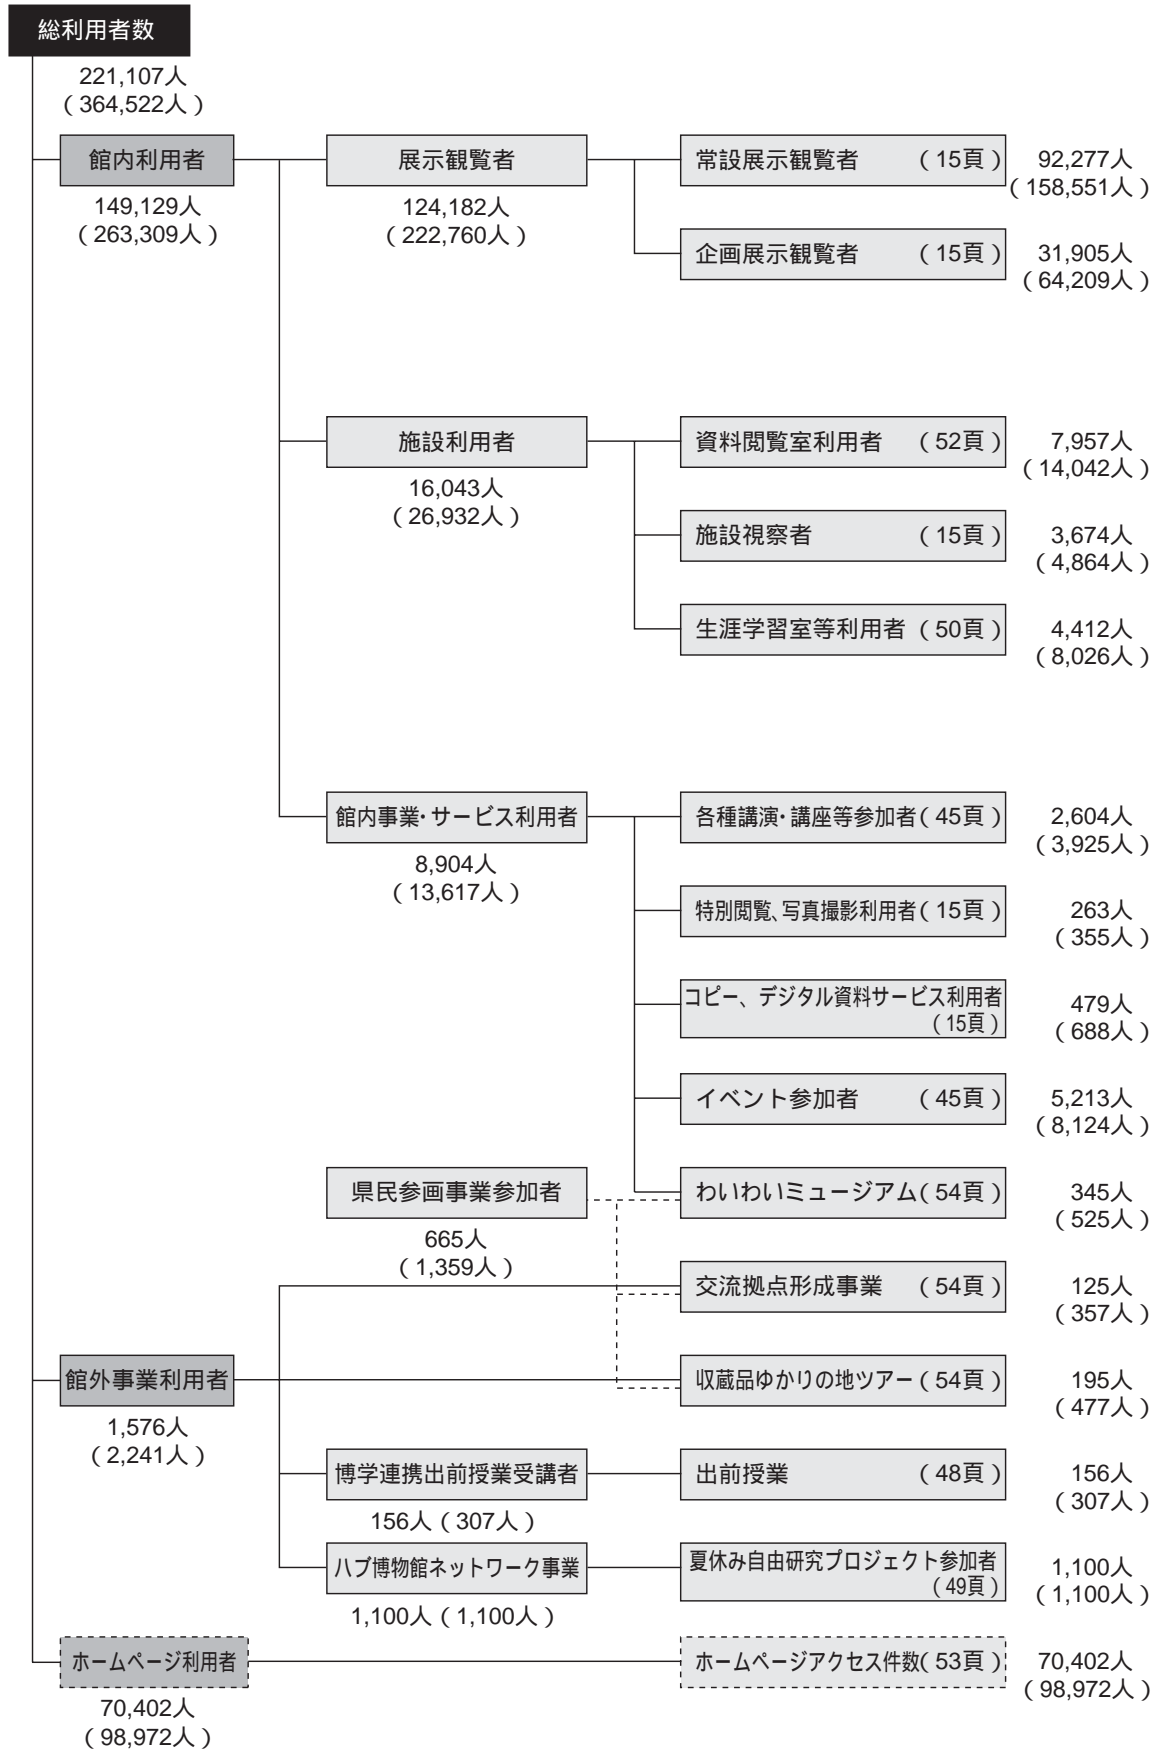 総利用者数
221,107人
(364,522人)
館内利用者
149,129人
(263,309人)
展示観覧者
124,182人
(222,760人)
常設展示観覧者 (15頁)
92,277人
(158,551人)
企画展示観覧者 (15頁)
31,905人
(64,209人)
施設利用者
16,043人
(26,932人)
資料閲覧室利用者 (52頁)
7,957人
(14,042人)
施設視察者 (15頁)
3,674人
(4,864人)
生涯学習室等利用者 (50頁)
4,412人
(8,026人)
館内事業・サービス利用者
8,904人
(13,617人)
各種講演・講座等参加者(45頁)
2,604人
(3,925人)
特別閲覧、写真撮影利用者(15頁)
263人
(355人)
コピー、デジタル資料サービス利用者
(15頁)
479人
(688人)
イベント参加者 (45頁)
5,213人
(8,124人)
県民参画事業参加者
665人
(1,359人)
わいわいミュージアム(54頁)
345人
(525人)
交流拠点形成事業 (54頁)
125人
(357人)
館外事業利用者
1,576人
(2,241人)
収蔵品ゆかりの地ツアー(54頁)
195人
(477人)
博学連携出前授業受講者
156人(307人)
出前授業 (48頁)
156人
(307人)
ハブ博物館ネットワーク事業
1,100人(1,100人)
夏休み自由研究プロジェクト参加者
(49頁)
1,100人
(1,100人)
ホームページ利用者
70,402人
(98,972人)
ホームページアクセス件数(53頁)
70,402人
(98,972人)